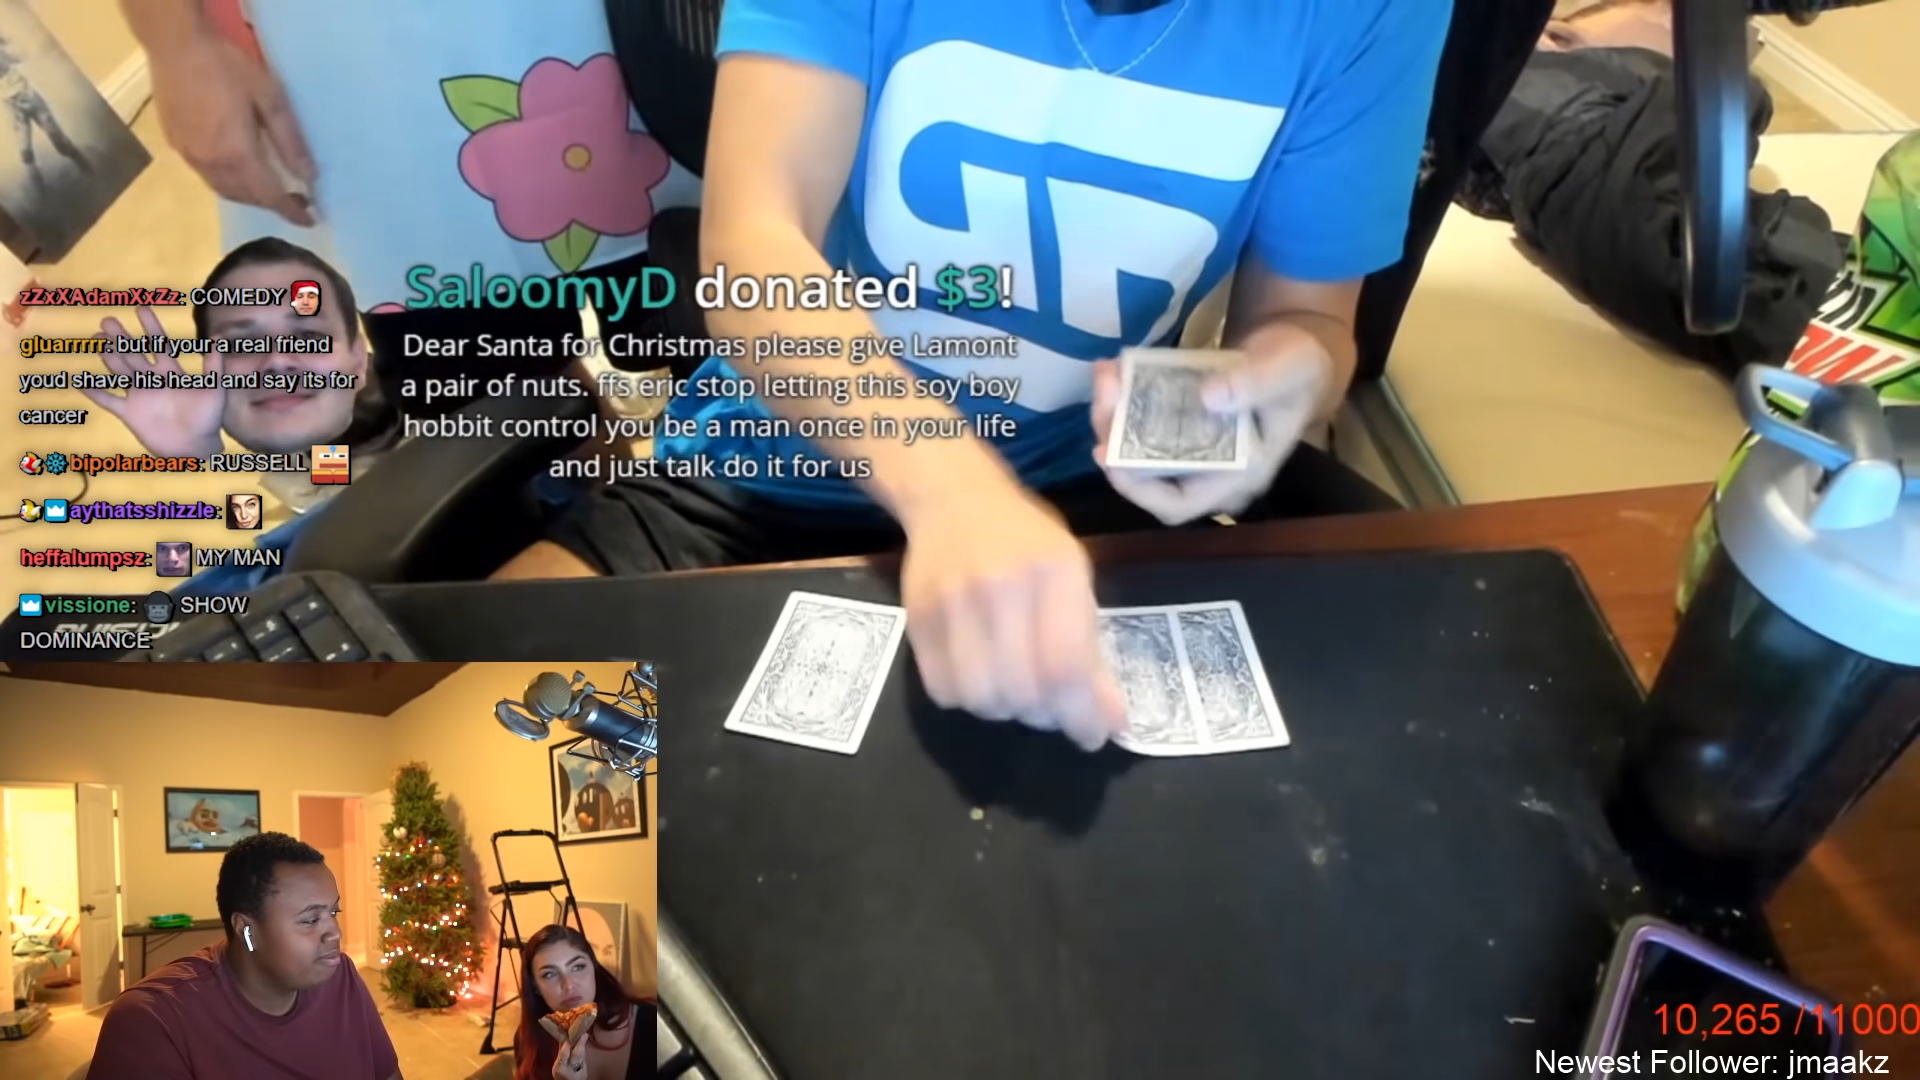 SaloomyD donated $3!
Dear Santa for Christmas please give Lamont
a pair of nuts. ffs eric stop letting this soy boy
hobbit control you be a man once in your life
and just talk do it for us
zZxXAdamXxZz: COMEDY
gluarrrrr: but if your a real friend
youd shave his head and say its for
cancer
bipolarbears: RUSSELL
aythatsshizzle:
heffalumpsz: MY MAN
vissione: SHOW
DOMINANCE
10,265 /11000
Newest Follower: jmaakz